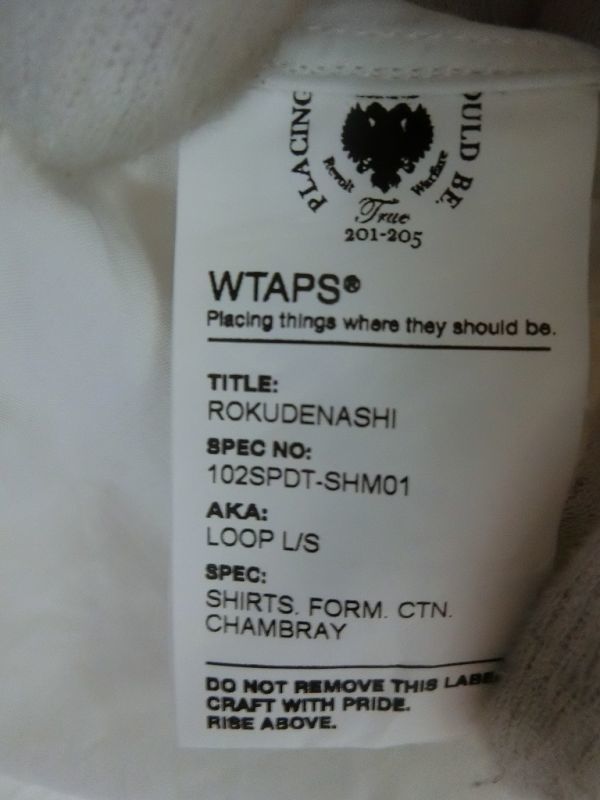 PLACING
OULD BE.
Revolt
Warfare
True
201-205
WTAPS®
Placing things where they should be.
TITLE:
ROKUDENASHI
SPEC NO:
102SPDT-SHM01
AKA:
LOOP L/S
SPEC:
SHIRTS. FORM. CTN.
CHAMBRAY
DO NOT REMOVE THIS LABE
CRAFT WITH PRIDE.
RISE ABOVE.